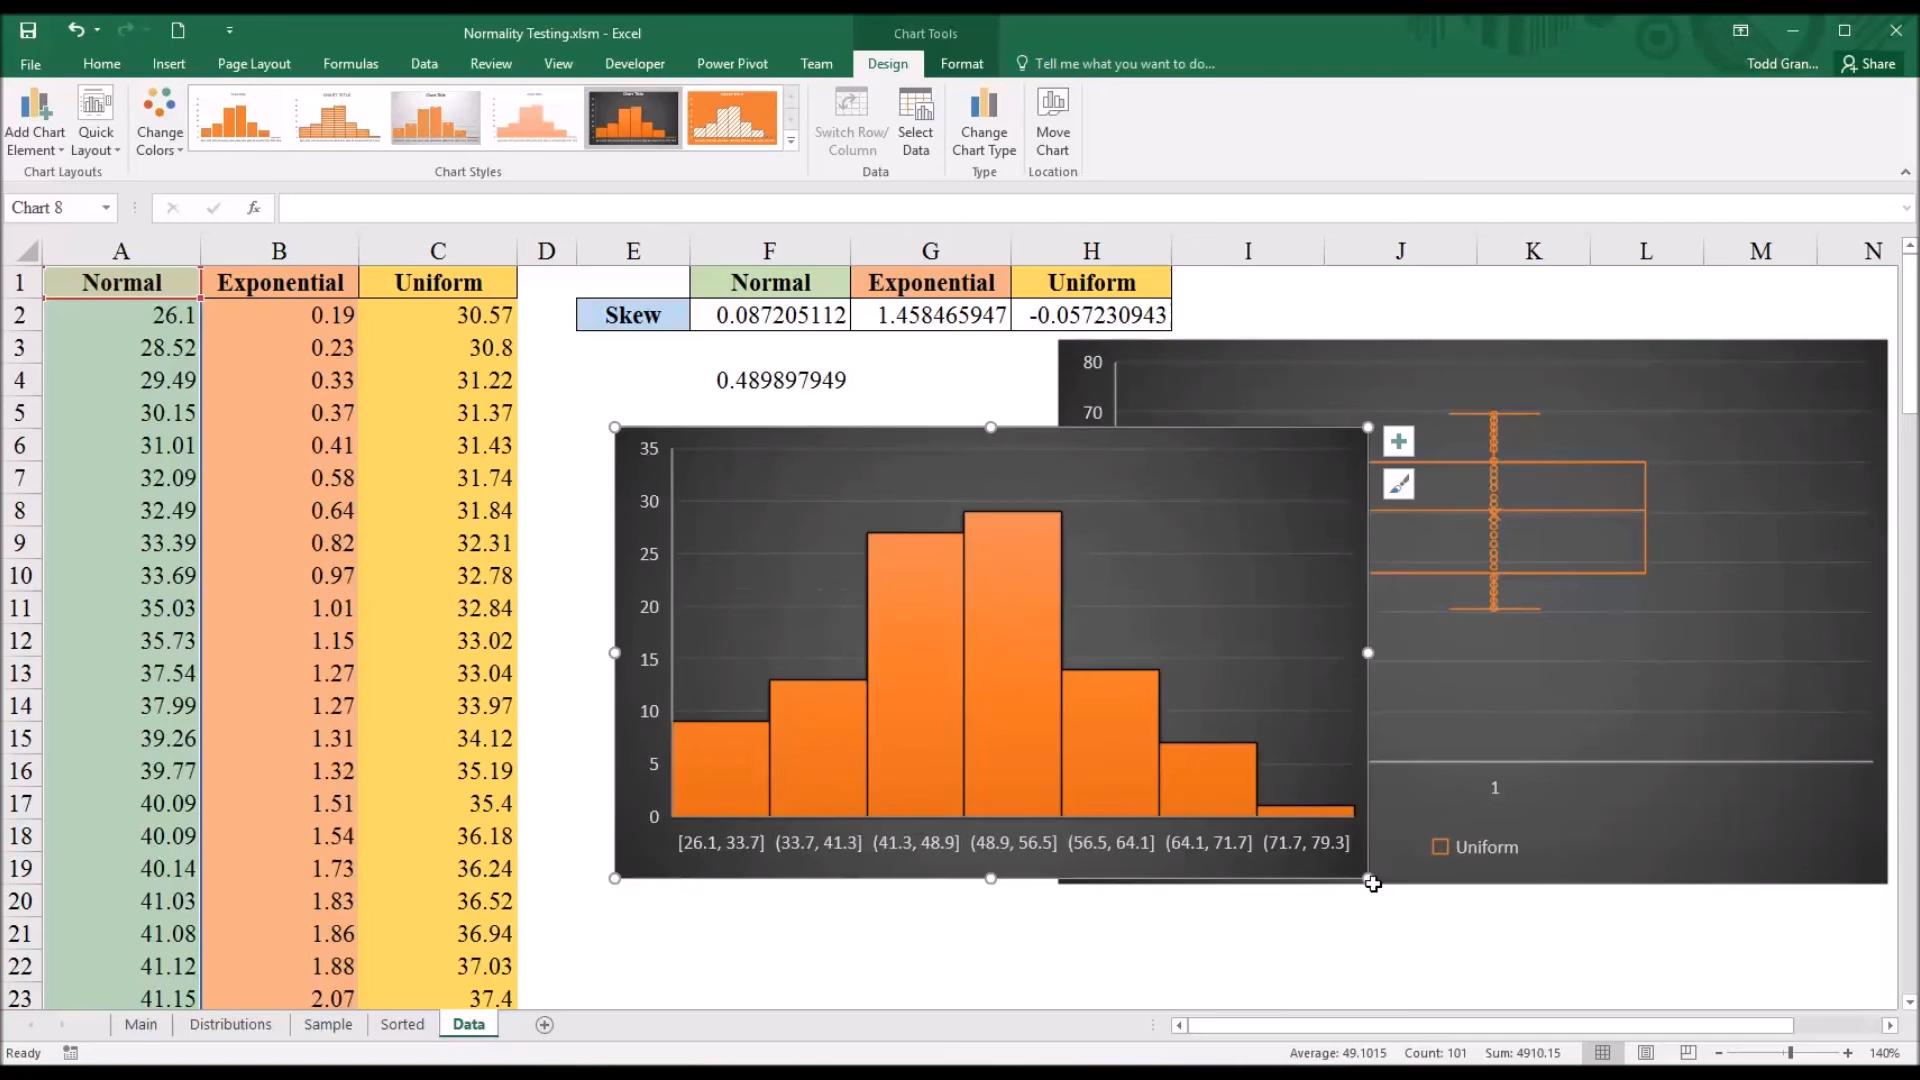 Normality Testing.xlsm - Excel
Chart Tools
File Home Insert Page Layout Formulas Data Review View Developer Power Pivot Team Design Format Tell me what you want to do... Todd Gran... Share
Add Chart Element
Quick Layout
Change Colors
Switch Row/ Column
Select Data
Change Chart Type
Move Chart
Chart Layouts Chart Styles Data Type Location
Chart 8 fx
A B C D E F G H I J K L M N
1 Normal Exponential Uniform Normal Exponential Uniform
2 26.1 0.19 30.57 Skew 0.087205112 1.458465947 -0.057230943
3 28.52 0.23 30.8
4 29.49 0.33 31.22 0.489897949
5 30.15 0.37 31.37
6 31.01 0.41 31.43
7 32.09 0.58 31.74
8 32.49 0.64 31.84
9 33.39 0.82 32.31
10 33.69 0.97 32.78
11 35.03 1.01 32.84
12 35.73 1.15 33.02
13 37.54 1.27 33.04
14 37.99 1.27 33.97
15 39.26 1.31 34.12
16 39.77 1.32 35.19
17 40.09 1.51 35.4
18 40.09 1.54 36.18
19 40.14 1.73 36.24
20 41.03 1.83 36.52
21 41.08 1.86 36.94
22 41.12 1.88 37.03
23 41.15 2.07 37.4
80
70
1
Uniform
35
30
25
20
15
10
5
0
[26.1, 33.7] (33.7, 41.3] (41.3, 48.9] (48.9, 56.5] (56.5, 64.1] (64.1, 71.7] (71.7, 79.3]
Main Distributions Sample Sorted Data
Ready Average: 49.1015 Count: 101 Sum: 4910.15 140%